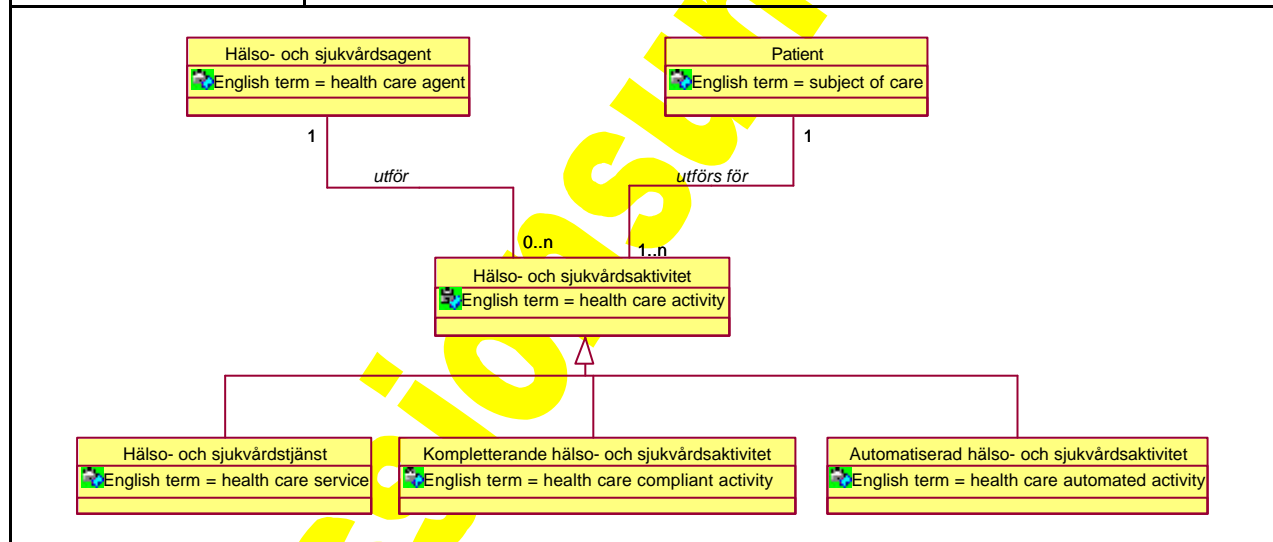 Hälso- och sjukvårdsagent
English term = health care agent
Patient
English term = subject of care
1
1
utför
utförs för
0..n
1..n
Hälso- och sjukvårdsaktivitet
English term = health care activity
Hälso- och sjukvårdstjänst
English term = health care service
Kompletterande hälso- och sjukvårdsaktivitet
English term = health care compliant activity
Automatiserad hälso- och sjukvårdsaktivitet
English term = health care automated activity